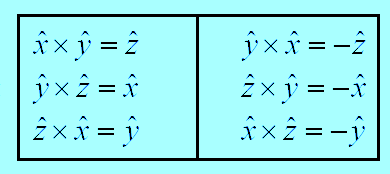 x̂ × ŷ = ẑ ŷ × x̂ = −ẑ
ŷ × ẑ = x̂ ẑ × ŷ = −x̂
ẑ × x̂ = ŷ x̂ × ẑ = −ŷ